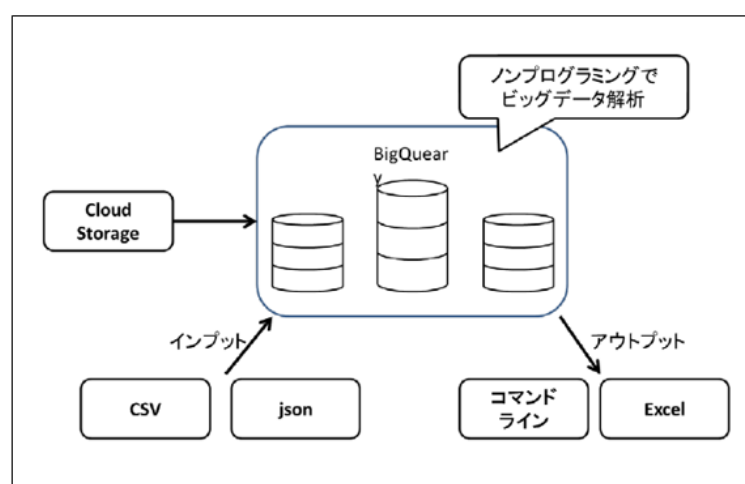 ノンプログラミングで
ビッグデータ解析
BigQuear
y
Cloud
Storage
インプット
アウトプット
CSV
json
コマンド
ライン
Excel